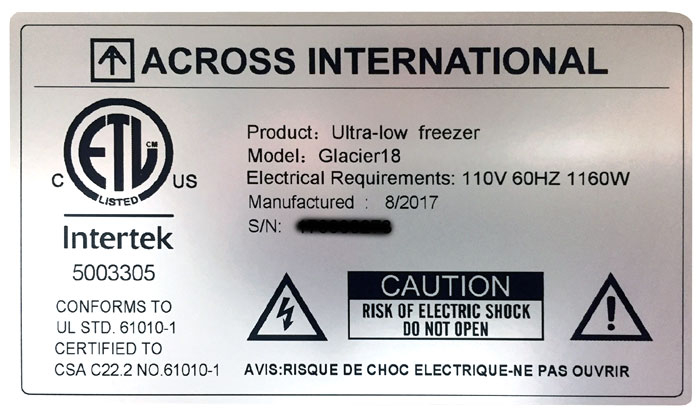 ACROSS INTERNATIONAL
ETL CM
C US
LISTED
Intertek
5003305
CONFORMS TO
UL STD. 61010-1
CERTIFIED TO
CSA C22.2 NO.61010-1
Product: Ultra-low freezer
Model: Glacier18
Electrical Requirements: 110V 60HZ 1160W
Manufactured : 8/2017
S/N:
CAUTION
RISK OF ELECTRIC SHOCK
DO NOT OPEN
AVIS:RISQUE DE CHOC ELECTRIQUE-NE PAS OUVRIR